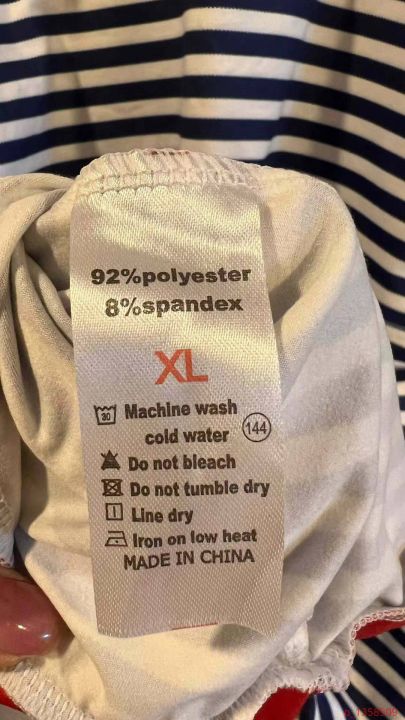 92%polyester
8%spandex
XL
30 Machine wash
cold water 144
Do not bleach
Do not tumble dry
Line dry
Iron on low heat
MADE IN CHINA